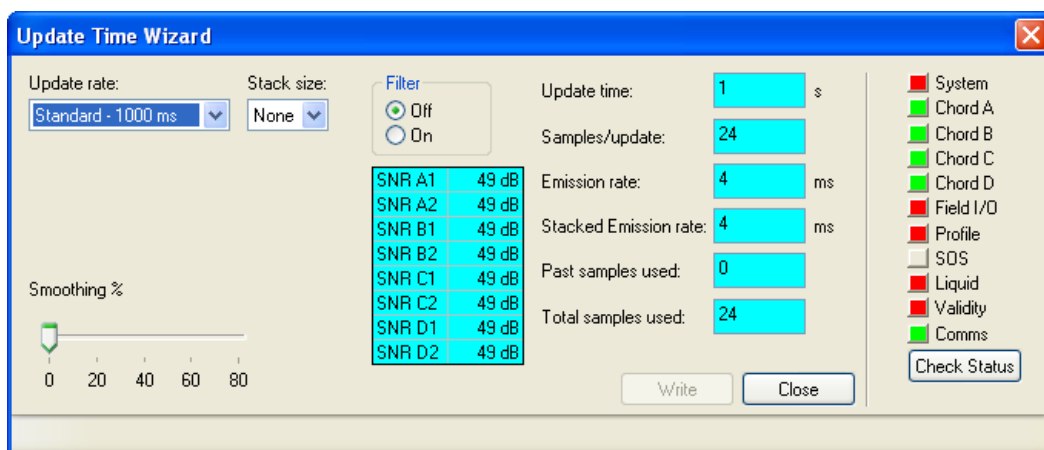 Update Time Wizard
Update rate:
Standard - 1000 ms
Stack size:
None
Smoothing %
0 20 40 60 80
Filter
Off
On
SNR A1 49 dB
SNR A2 49 dB
SNR B1 49 dB
SNR B2 49 dB
SNR C1 49 dB
SNR C2 49 dB
SNR D1 49 dB
SNR D2 49 dB
Update time: 1 s
Samples/update: 24
Emission rate: 4 ms
Stacked Emission rate: 4 ms
Past samples used: 0
Total samples used: 24
Write
Close
System
Chord A
Chord B
Chord C
Chord D
Field I/O
Profile
SOS
Liquid
Validity
Comms
Check Status